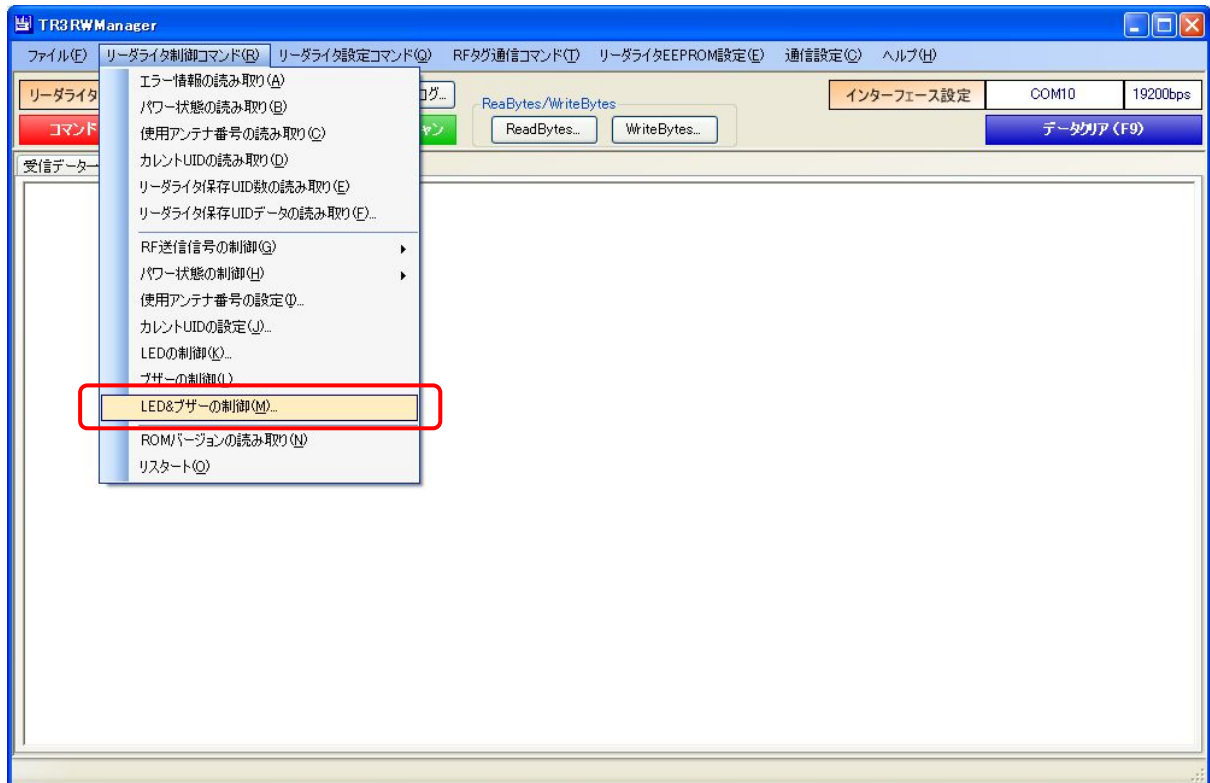 TR3RWManager
ファイル(F) リーダライタ制御コマンド(R) リーダライタ設定コマンド(Q) RFタグ通信コマンド(T) リーダライタEEPROM設定(E) 通信設定(C) ヘルプ(H)
リーダライタ
コマンド
ログ...
ャン
ReaBytes/WriteBytes
ReadBytes... WriteBytes...
インターフェース設定 COM10 19200bps
データクリア(F9)
受信データ
エラー情報の読み取り(A)
パワー状態の読み取り(B)
使用アンテナ番号の読み取り(C)
カレントUIDの読み取り(D)
リーダライタ保存UID数の読み取り(E)
リーダライタ保存UIDデータの読み取り(F)...
RF送信信号の制御(G)
パワー状態の制御(H)
使用アンテナ番号の設定(I)...
カレントUIDの設定(J)...
LEDの制御(K)...
ブザーの制御(L)...
LED&ブザーの制御(M)...
ROMバージョンの読み取り(N)
リスタート(O)